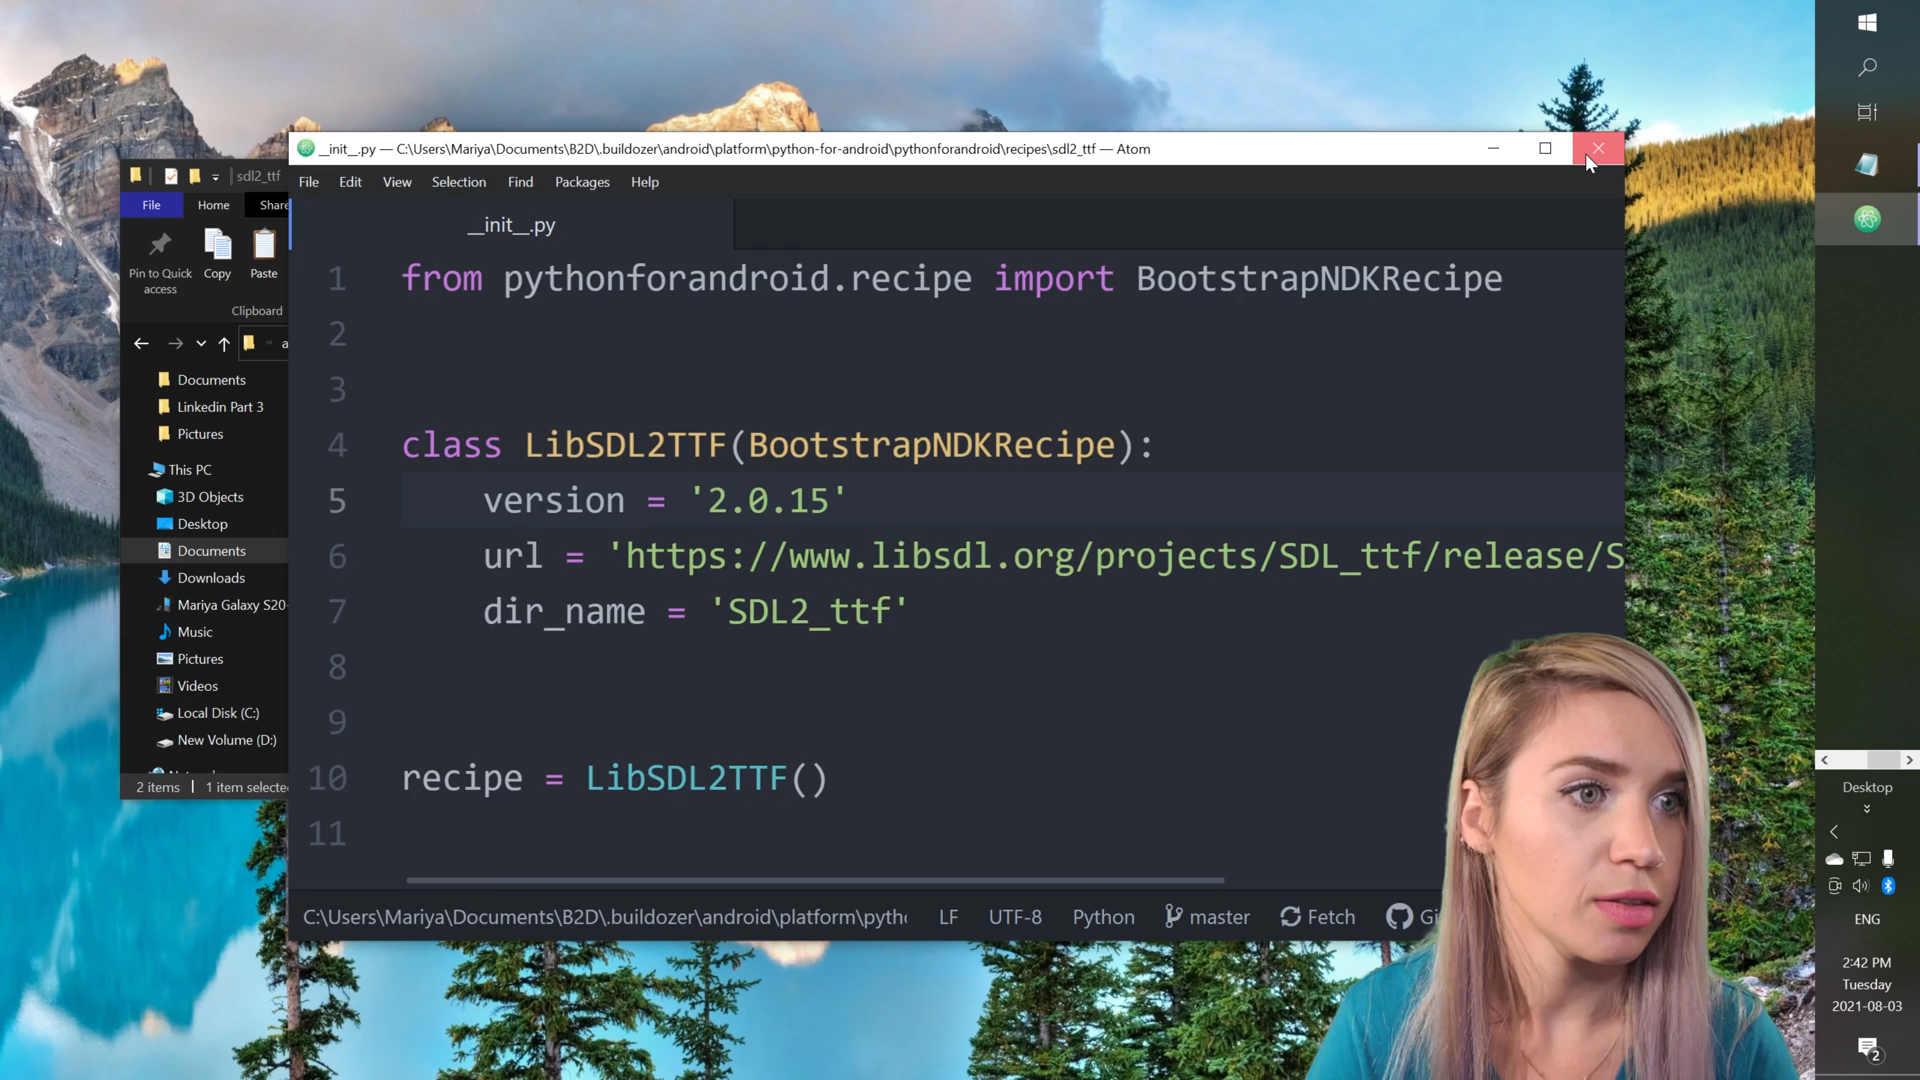 __init__.py — C:\Users\Mariya\Documents\B2D\.buildozer\android\platform\python-for-android\pythonforandroid\recipes\sdl2_ttf — Atom
File Edit View Selection Find Packages Help
__init__.py
1 from pythonforandroid.recipe import BootstrapNDKRecipe
2
3
4 class LibSDL2TTF(BootstrapNDKRecipe):
5 version = '2.0.15'
6 url = 'https://www.libsdl.org/projects/SDL_ttf/release/S
7 dir_name = 'SDL2_ttf'
8
9
10 recipe = LibSDL2TTF()
11
C:\Users\Mariya\Documents\B2D\.buildozer\android\platform\pyth LF UTF-8 Python master Fetch Gi
sdl2_ttf
File Home Share
Pin to Quick access
Copy
Paste
Clipboard
Documents
Linkedin Part 3
Pictures
This PC
3D Objects
Desktop
Documents
Downloads
Mariya Galaxy S20
Music
Pictures
Videos
Local Disk (C:)
New Volume (D:)
2 items 1 item selecte
Desktop
ENG
2:42 PM
Tuesday
2021-08-03
2